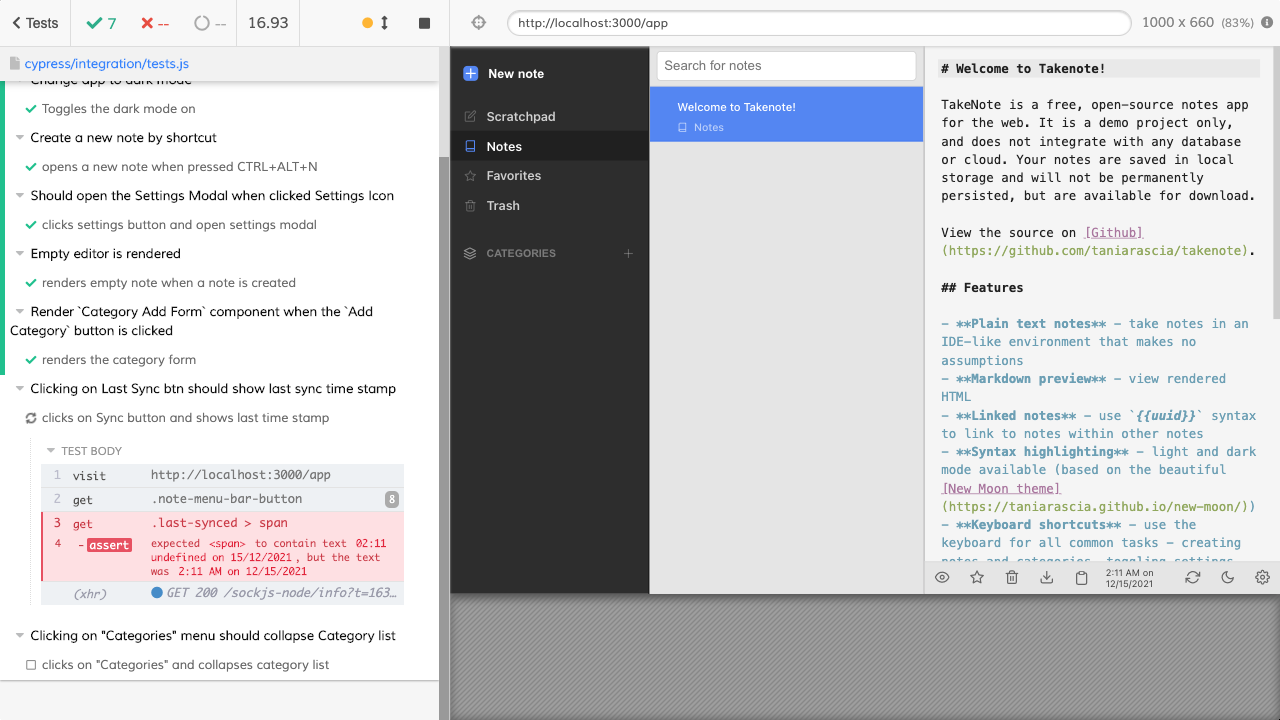 Tests
7
--
--
16.93
http://localhost:3000/app
1000 x 660 (83%)
cypress/integration/tests.js
Change app to dark mode
Toggles the dark mode on
Create a new note by shortcut
opens a new note when pressed CTRL+ALT+N
Should open the Settings Modal when clicked Settings Icon
clicks settings button and open settings modal
Empty editor is rendered
renders empty note when a note is created
Render `Category Add Form` component when the `Add
Category` button is clicked
renders the category form
Clicking on Last Sync btn should show last sync time stamp
clicks on Sync button and shows last time stamp
TEST BODY
1 visit http://localhost:3000/app
2 get .note-menu-bar-button 8
3 get .last-synced > span
4 -assert expected <span> to contain text 02:11
undefined on 15/12/2021, but the text
was 2:11 AM on 12/15/2021
(xhr) GET 200 /sockjs-node/info?t=163...
Clicking on "Categories" menu should collapse Category list
clicks on "Categories" and collapses category list
New note
Scratchpad
Notes
Favorites
Trash
CATEGORIES
Search for notes
Welcome to Takenote!
Notes
# Welcome to Takenote!
TakeNote is a free, open-source notes app
for the web. It is a demo project only,
and does not integrate with any database
or cloud. Your notes are saved in local
storage and will not be permanently
persisted, but are available for download.
View the source on [Github]
(https://github.com/taniarascia/takenote).
## Features
- **Plain text notes** - take notes in an
IDE-like environment that makes no
assumptions
- **Markdown preview** - view rendered
HTML
- **Linked notes** - use `{{uuid}}` syntax
to link to notes within other notes
- **Syntax highlighting** - light and dark
mode available (based on the beautiful
[New Moon theme]
(https://taniarascia.github.io/new-moon/))
- **Keyboard shortcuts** - use the
keyboard for all common tasks - creating
notes and categories, toggling settings
2:11 AM on
12/15/2021